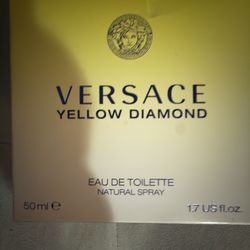 VERSACE
YELLOW DIAMOND
EAU DE TOILETTE
NATURAL SPRAY
50ml e 1.7 US fl.oz.